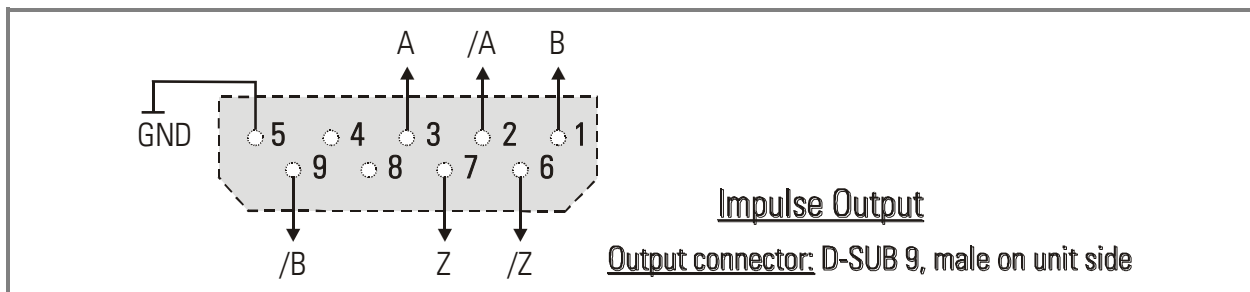 A /A B
GND 5 4 3 2 1
9 8 7 6
Impulse Output
/B Z /Z Output connector: D-SUB 9, male on unit side